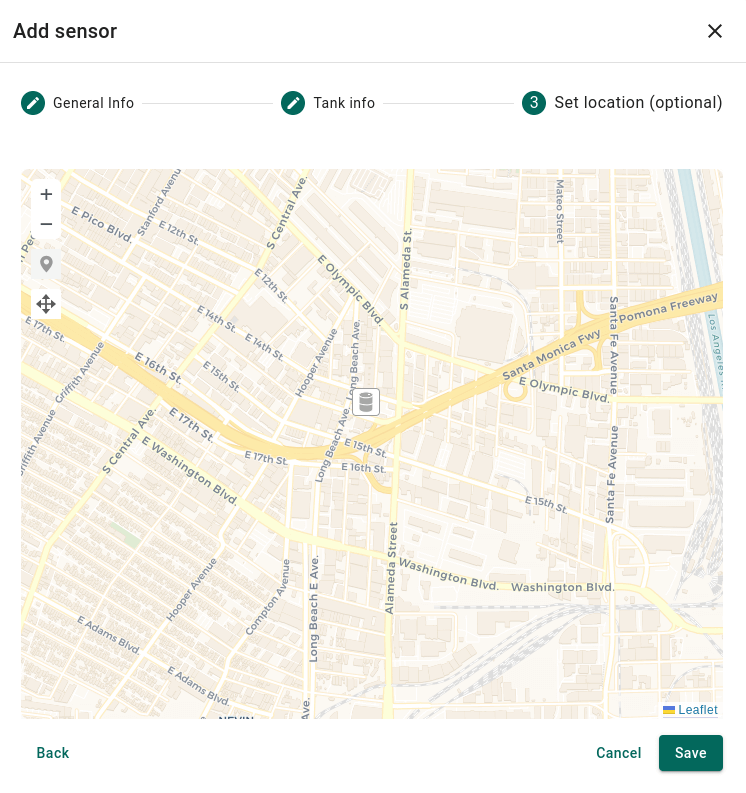 Add sensor
General Info
Tank info
3 Set location (optional)
+
−
E Pico Blvd.
Stanford Avenu
E 12th St.
S Central Ave.
E 12th St.
E Olympic Blvd.
S Alameda St.
Mateo Street
Santa Fe Avenue
Pomona Freeway
Los Angeles
E 17th St.
Griffith Avenue
E 14th St.
E 14th St.
E 15th St.
Hooper Avenue
Long Beach Ave.
Santa Monica Fwy
E Olympic Blvd.
E 16th St.
E 17th St.
S Central Ave.
E Washington Blvd.
E 17th St.
Long Beach Ave.
E 15th St.
E 16th St.
Santa Fe Avenue
E 15th St.
riffith Avenue
Alameda Street
Washington Blvd.
Washington Blvd.
Hooper Avenue
Compton Avenue
Long Beach E Ave.
E Adams Blvd.
E Adams Blvd.
Ave.
NEVIN
Leaflet
Back
Cancel
Save